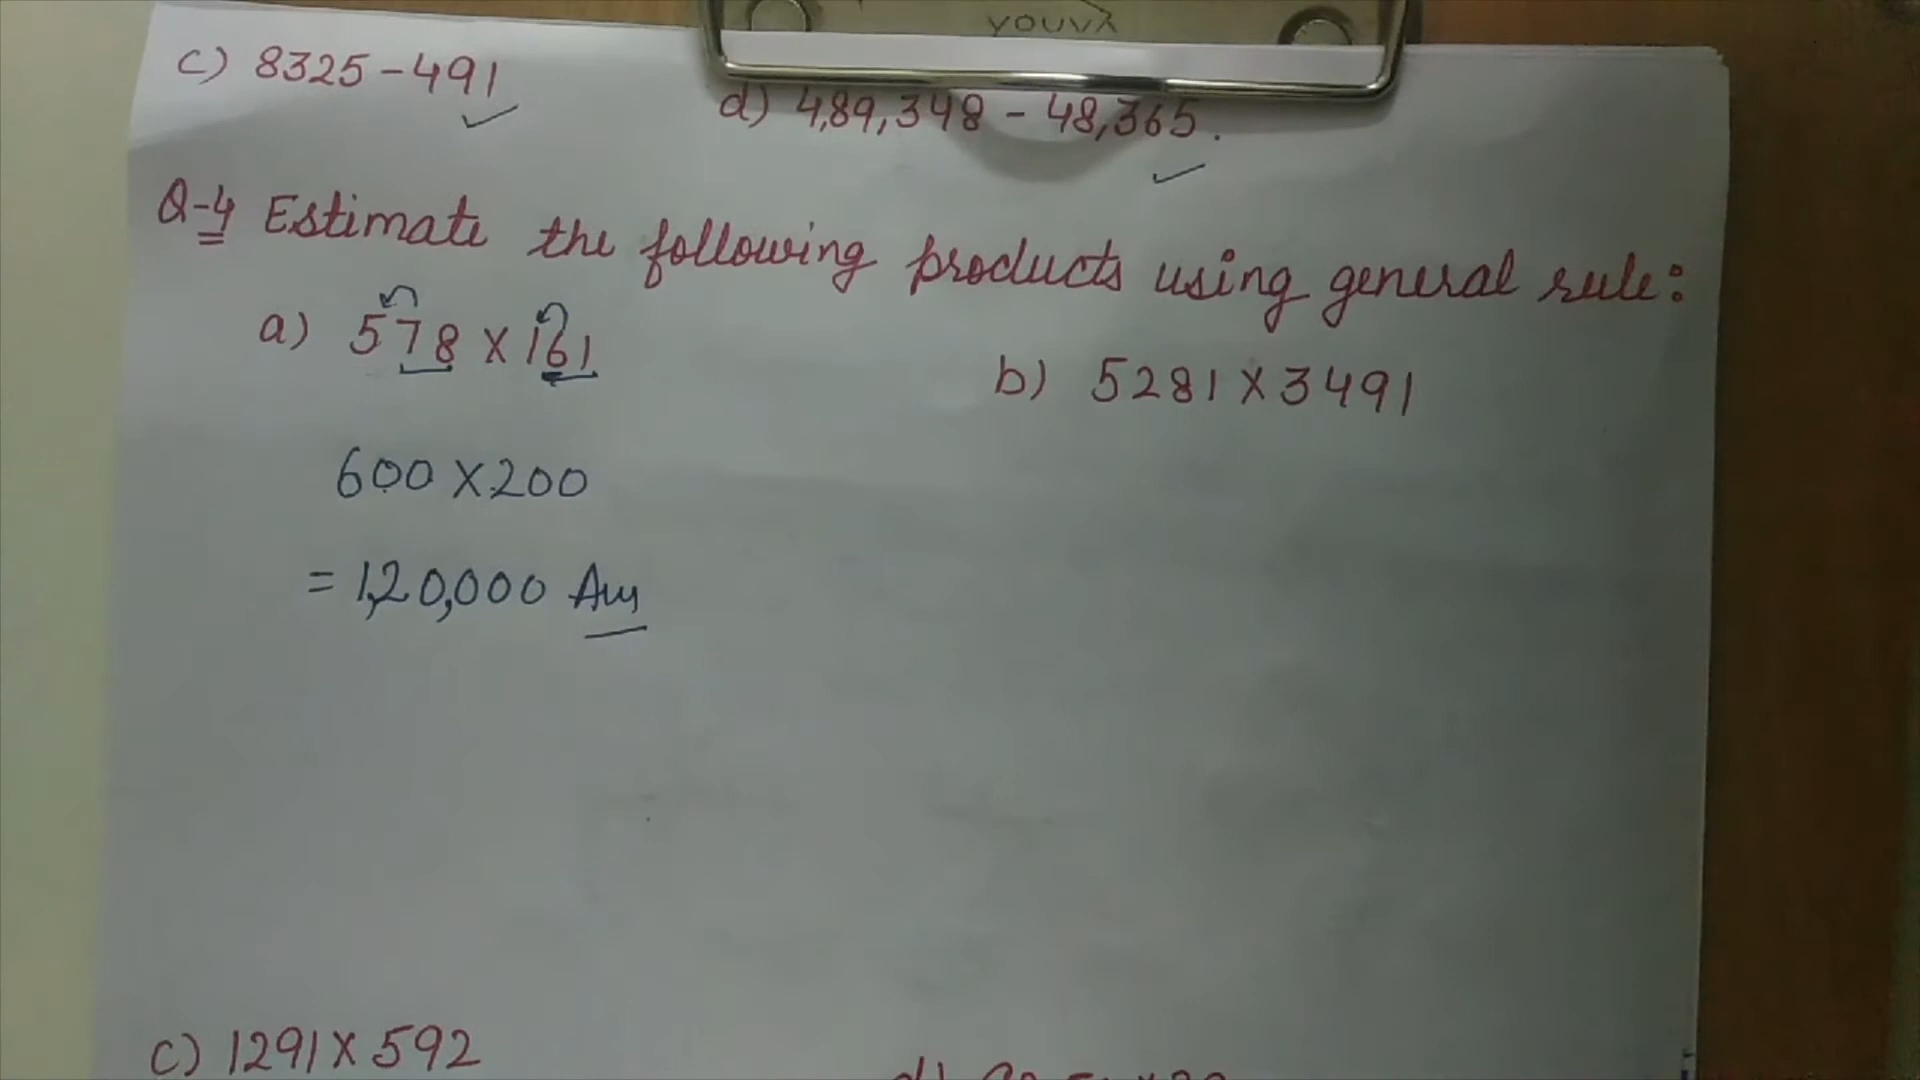 YOUVA
c) 8325-491
d) 4,89,348 - 48,365.
Q-4 Estimate the following products using general rule:
a) 578 X 161
b) 5281 X 3491
600 X 200
= 1,20,000 Ans
c) 1291 X 592
d)